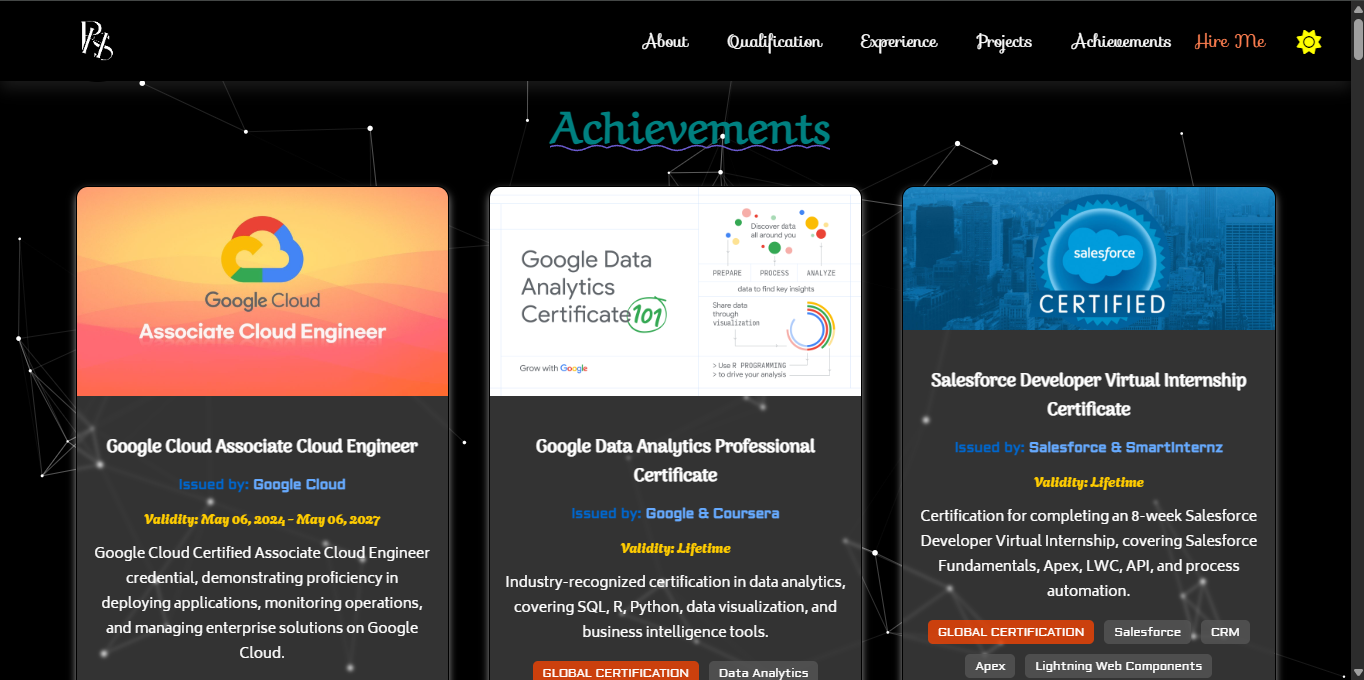 About Qualification Experience Projects Achievements Hire Me
Achievements
Google Cloud
Associate Cloud Engineer
Google Cloud Associate Cloud Engineer
Issued by: Google Cloud
Validity: May 06, 2024 - May 06, 2027
Google Cloud Certified Associate Cloud Engineer
credential, demonstrating proficiency in
deploying applications, monitoring operations,
and managing enterprise solutions on Google
Cloud.
Google Data
Analytics
Certificate 101
Grow with Google
Discover data
all around you
PREPARE PROCESS ANALYZE
data to find key insights
Share data
through
visualization
> Use R PROGRAMMING
> to drive your analysis
Google Data Analytics Professional
Certificate
Issued by: Google & Coursera
Validity: Lifetime
Industry-recognized certification in data analytics,
covering SQL, R, Python, data visualization, and
business intelligence tools.
GLOBAL CERTIFICATION Data Analytics
salesforce
CERTIFIED
Salesforce Developer Virtual Internship
Certificate
Issued by: Salesforce & SmartInternz
Validity: Lifetime
Certification for completing an 8-week Salesforce
Developer Virtual Internship, covering Salesforce
Fundamentals, Apex, LWC, API, and process
automation.
GLOBAL CERTIFICATION Salesforce CRM
Apex Lightning Web Components